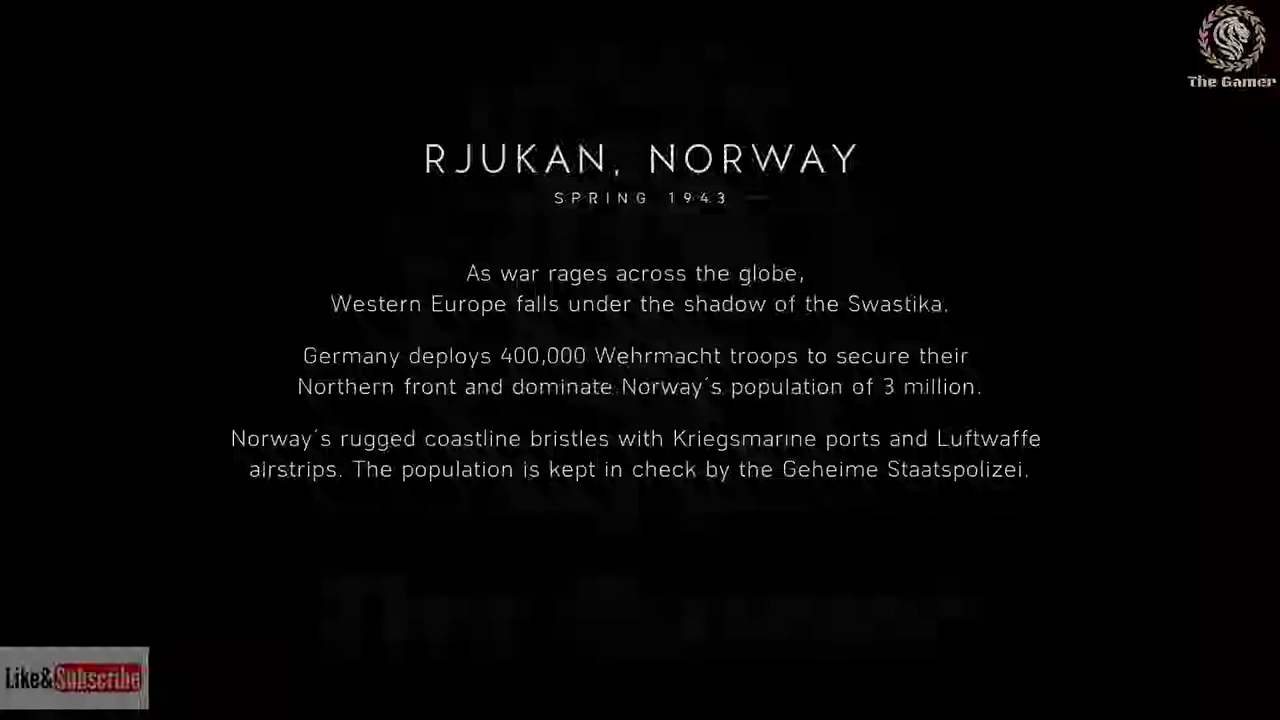 The Gamer
RJUKAN, NORWAY
SPRING 1943
As war rages across the globe,
Western Europe falls under the shadow of the Swastika.
Germany deploys 400,000 Wehrmacht troops to secure their
Northern front and dominate Norway´s population of 3 million.
Norway´s rugged coastline bristles with Kriegsmarine ports and Luftwaffe
airstrips. The population is kept in check by the Geheime Staatspolizei.
Like&Subscribe